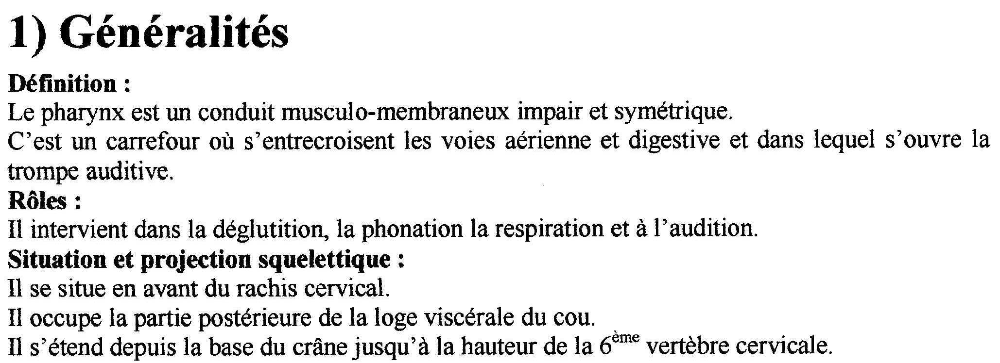 1) Généralités
Définition :
Le pharynx est un conduit musculo-membraneux impair et symétrique.
C'est un carrefour où s'entrecroisent les voies aérienne et digestive et dans lequel s'ouvre la
trompe auditive.
Rôles :
Il intervient dans la déglutition, la phonation la respiration et à l'audition.
Situation et projection squelettique :
Il se situe en avant du rachis cervical.
Il occupe la partie postérieure de la loge viscérale du cou.
Il s'étend depuis la base du crâne jusqu'à la hauteur de la 6ème vertèbre cervicale.